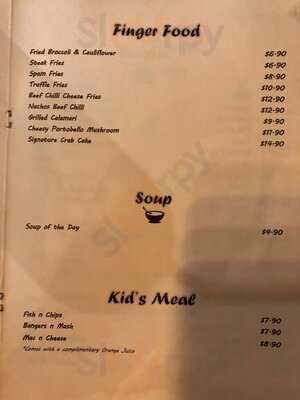 Finger Food
Fried Broccoli & Cauliflower $6-90
Steak Fries $6-90
Spam Fries $8-90
Truffle Fries $10-90
Beef Chilli Cheese Fries $12-90
Nachos Beef Chilli $12-90
Grilled Calamari $9-90
Cheesy Portobello Mushroom $11-90
Signature Crab Cake $14-90
Soup
Soup of the Day $4-90
Kid's Meal
Fish n Chips $7-90
Bangers n Mash $7-90
Mac n Cheese $8-90
*Comes with a complimentary Orange Juice